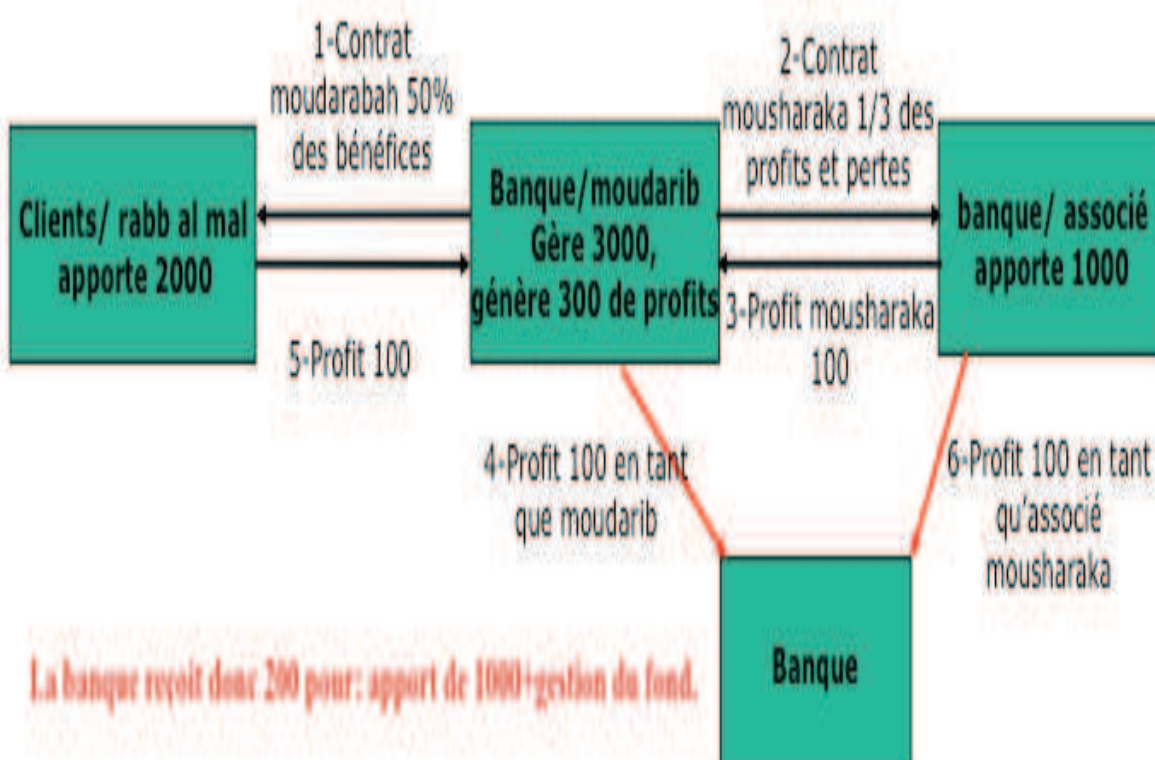 1-Contrat
moudarabah 50%
des bénéfices
2-Contrat
mousharaka 1/3 des
profits et pertes
Clients/ rabb al mal
apporte 2000
Banque/moudarib
Gère 3000,
génère 300 de profits
banque/ associé
apporte 1000
5-Profit 100
3-Profit mousharaka
100
4-Profit 100 en tant
que moudarib
6-Profit 100 en tant
qu'associé
mousharaka
La banque reçoit donc 200 pour: apport de 1000+gestion du fond.
Banque